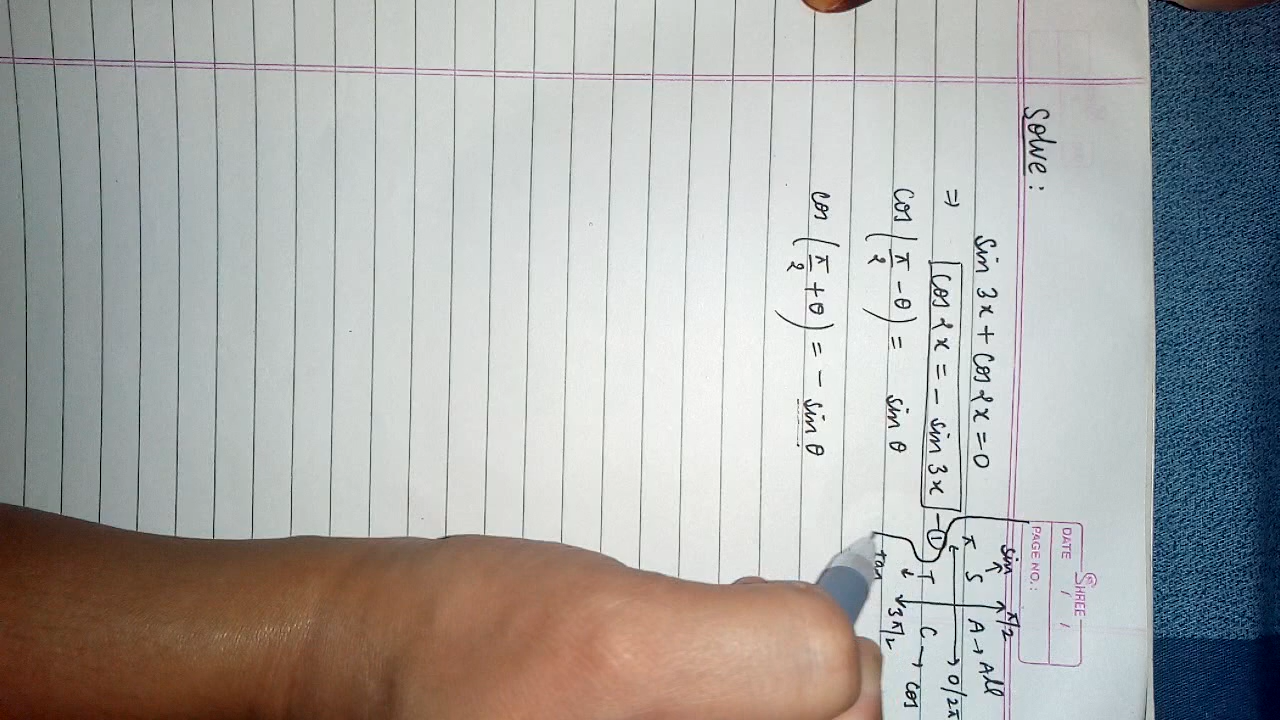 SHREE
DATE / /
PAGE NO.:
Solve:
sin 3x + cos 2x = 0
⇒ cos 2x = - sin 3x —①
cos (π/2 - θ) = sin θ
cos (π/2 + θ) = - sin θ
sin π/2
S A → All
π → 0/2π
T C → cos
tan 3π/2